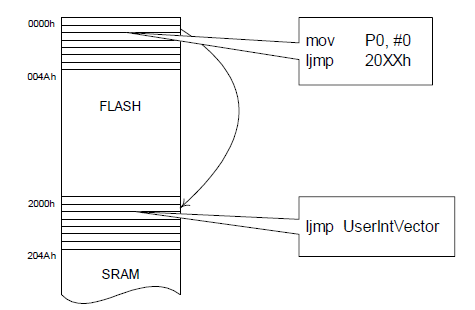 0000h
mov P0, #0
ljmp 20XXh
004Ah
FLASH
2000h
ljmp UserIntVector
204Ah
SRAM